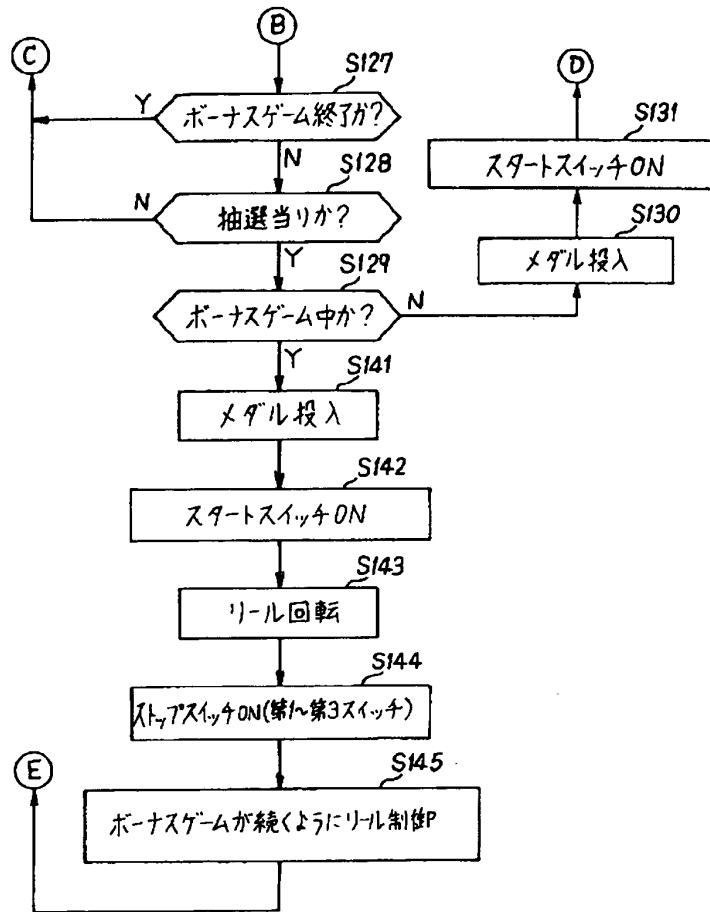 B
C
S127
ボーナスゲーム終了か?
Y
N
D
S131
スタートスイッチON
S128
抽選当りか?
N
Y
S130
メダル投入
S129
ボーナスゲーム中か?
N
Y
S141
メダル投入
S142
スタートスイッチON
S143
リール回転
S144
ストップスイッチON(第1~第3スイッチ)
E
S145
ボーナスゲームが続くようにリール制御